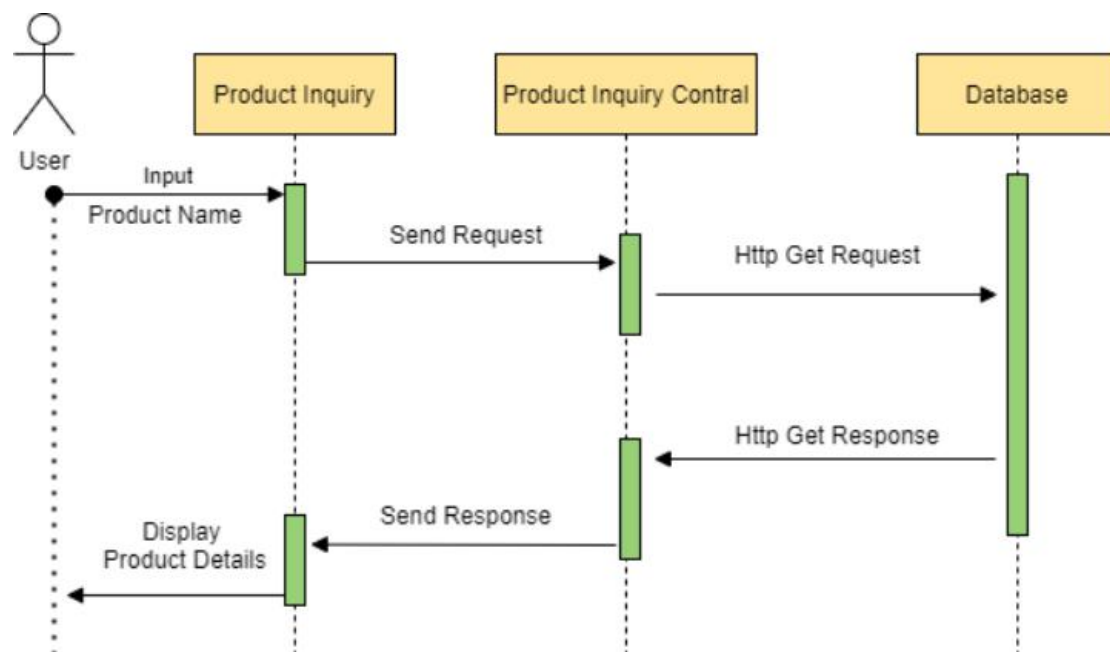 Product Inquiry
Product Inquiry Contral
Database
User
Input
Product Name
Send Request
Http Get Request
Http Get Response
Send Response
Display
Product Details